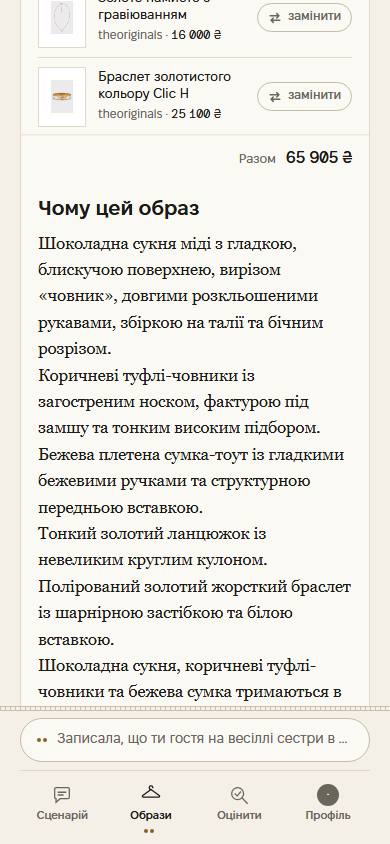 гравіюванням
theoriginals · 16 000 ₴
замінити
Браслет золотистого
кольору Clic H
theoriginals · 25 100 ₴
замінити
Разом 65 905 ₴
Чому цей образ
Шоколадна сукня міді з гладкою,
блискучою поверхнею, вирізом
«човник», довгими розкльошеними
рукавами, збіркою на талії та бічним
розрізом.
Коричневі туфлі-човники із
загостреним носком, фактурою під
замшу та тонким високим підбором.
Бежева плетена сумка-тоут із гладкими
бежевими ручками та структурною
передньою вставкою.
Тонкий золотий ланцюжок із
невеликим круглим кулоном.
Полірований золотий жорсткий браслет
із шарнірною застібкою та білою
вставкою.
Шоколадна сукня, коричневі туфлі-
човники та бежева сумка тримаються в
Записала, що ти гостя на весіллі сестри в ...
Сценарій
Образи
Оцінити
Профіль